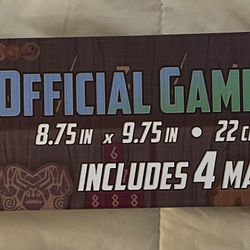 OFFICIAL GAM
8.75 IN x 9.75 IN • 22 C
INCLUDES 4 MA